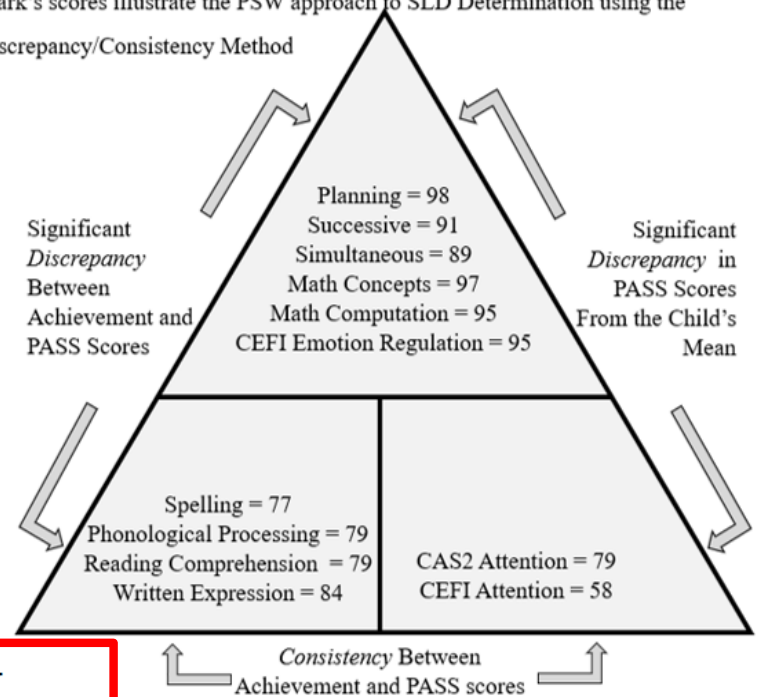 ark's scores illustrate the PSW approach to SLD Determination using the
screpancy/Consistency Method
Planning = 98
Successive = 91
Simultaneous = 89
Math Concepts = 97
Math Computation = 95
CEFI Emotion Regulation = 95
Significant
Discrepancy
Between
Achievement and
PASS Scores
Significant
Discrepancy in
PASS Scores
From the Child's
Mean
Spelling = 77
Phonological Processing = 79
Reading Comprehension = 79
Written Expression = 84
CAS2 Attention = 79
CEFI Attention = 58
Consistency Between
Achievement and PASS scores